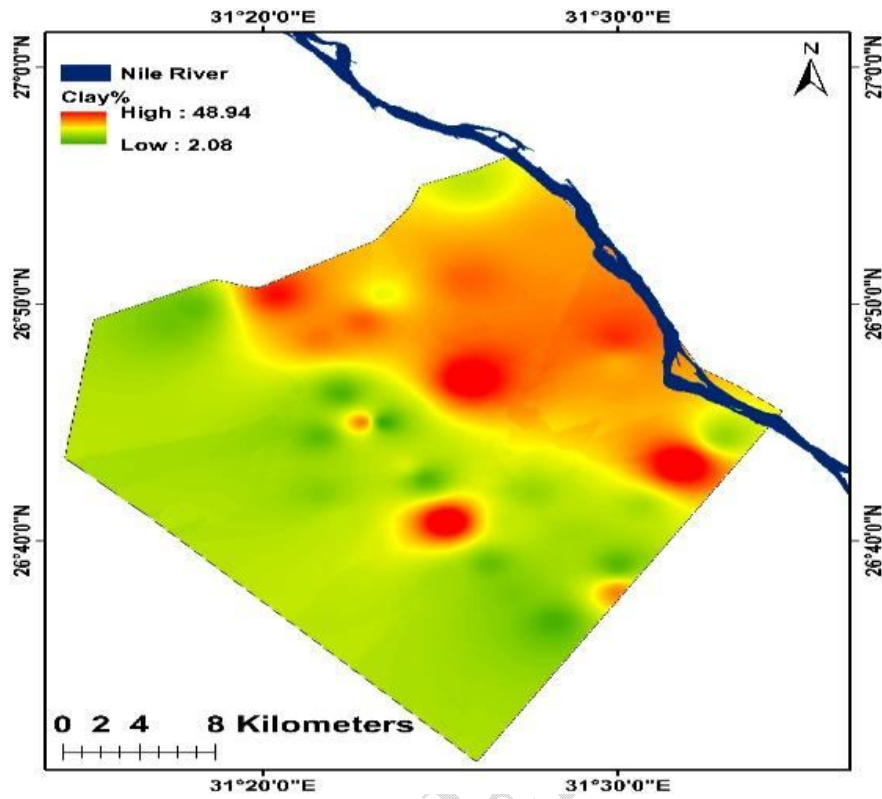 31°20'0"E 31°30'0"E
N
Nile River
Clay%
High : 48.94
Low : 2.08
27°0'0"N 27°0'0"N
26°50'0"N 26°50'0"N
26°40'0"N 26°40'0"N
0 2 4 8 Kilometers
31°20'0"E 31°30'0"E